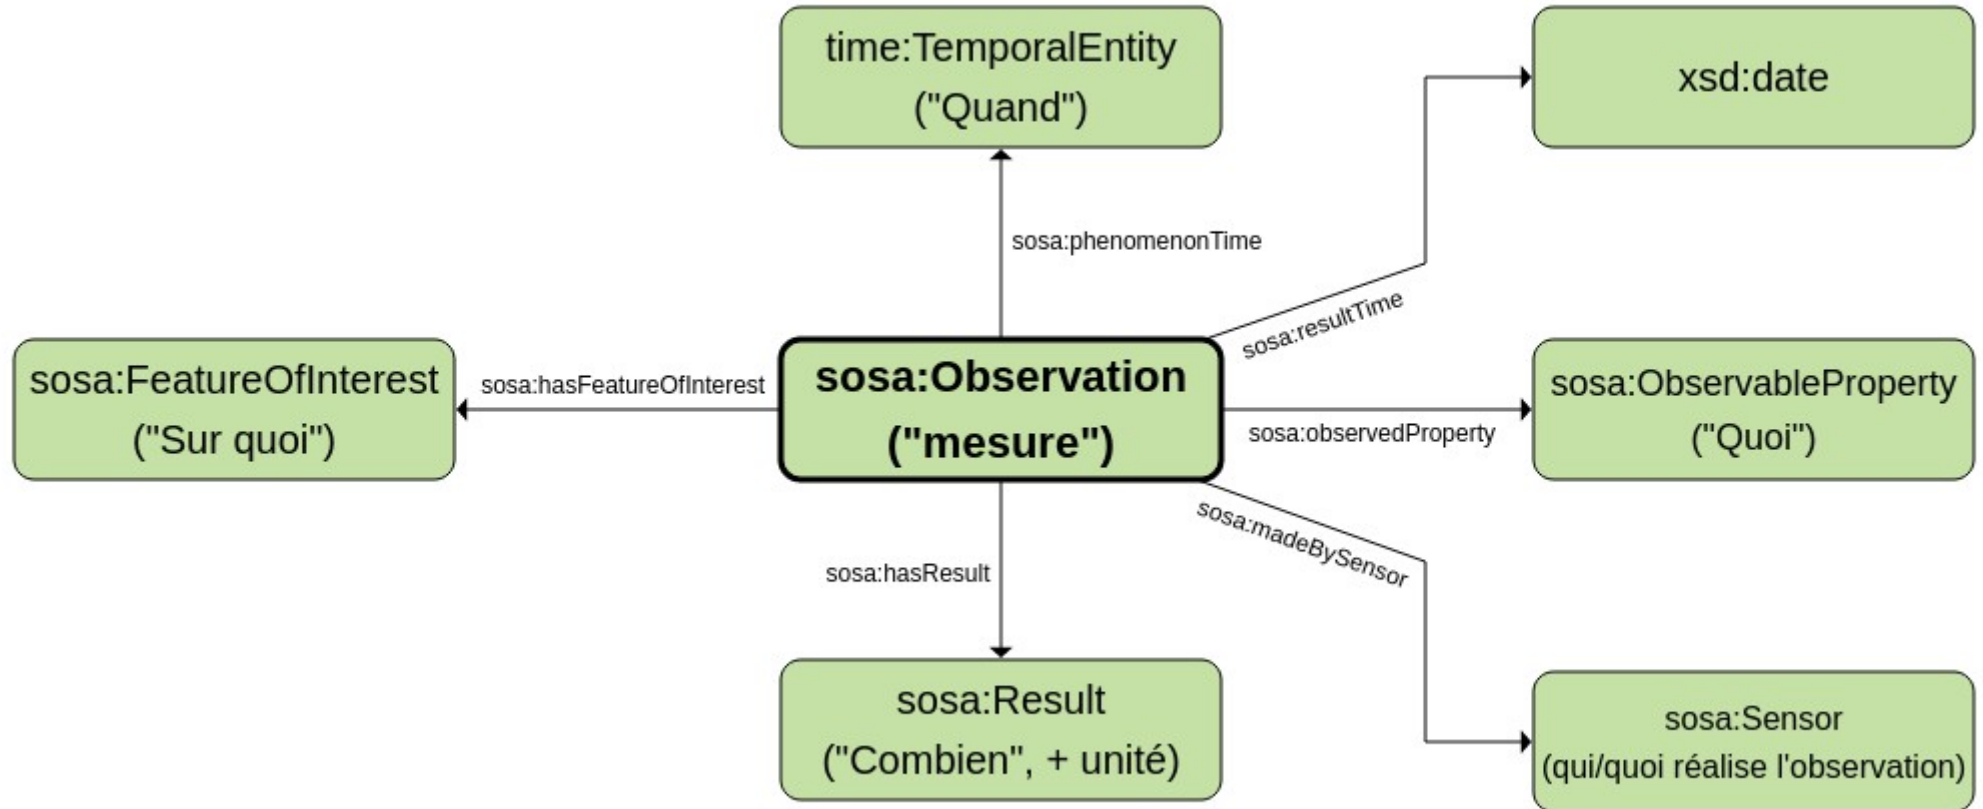 time:TemporalEntity
("Quand")
xsd:date
sosa:phenomenonTime
sosa:resultTime
sosa:FeatureOfInterest
("Sur quoi")
sosa:hasFeatureOfInterest
sosa:Observation
("mesure")
sosa:observedProperty
sosa:ObservableProperty
("Quoi")
sosa:madeBySensor
sosa:hasResult
sosa:Result
("Combien", + unité)
sosa:Sensor
(qui/quoi réalise l'observation)